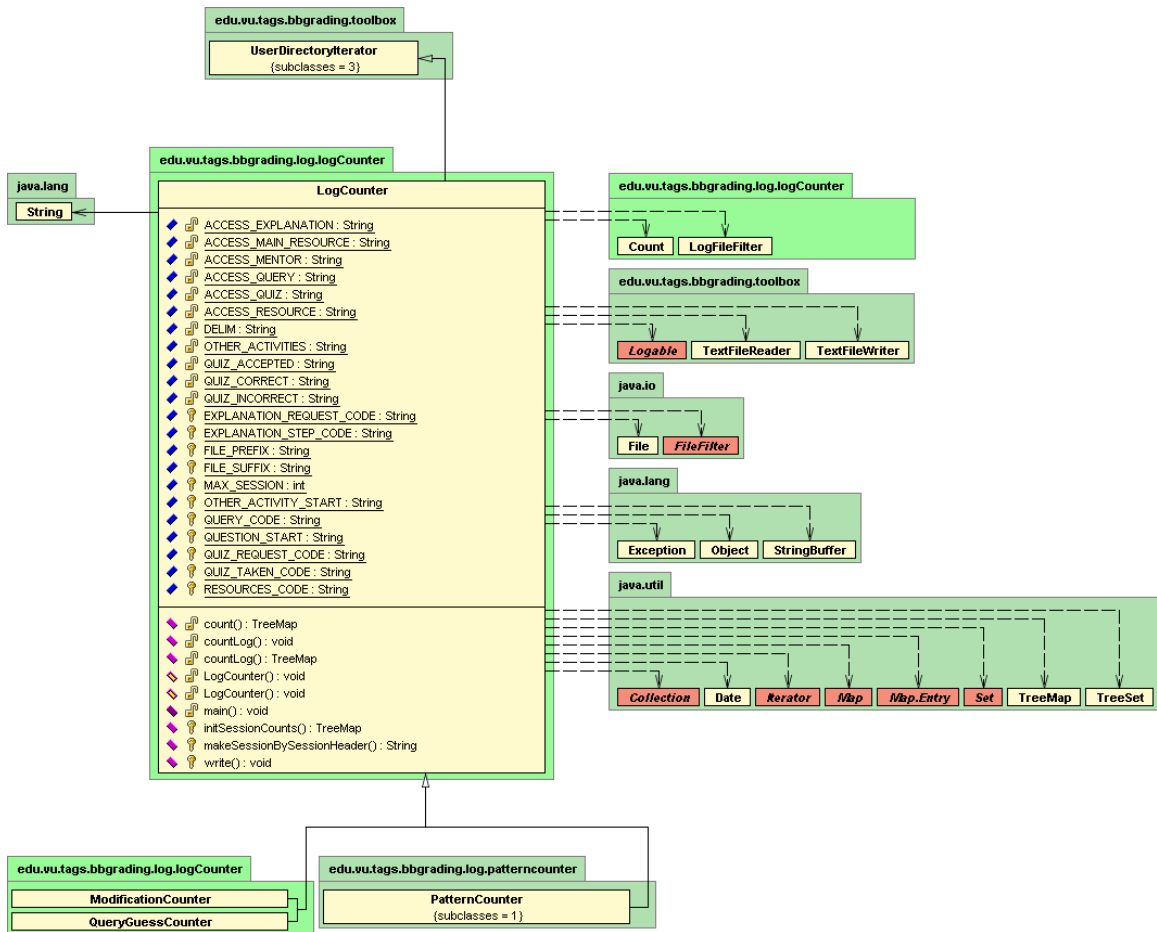 edu.vu.tags.bbgrading.toolbox
UserDirectoryIterator
{subclasses = 3}
edu.vu.tags.bbgrading.log.logCounter
java.lang
String
LogCounter
ACCESS_EXPLANATION : String
ACCESS_MAIN_RESOURCE : String
ACCESS_MENTOR : String
ACCESS_QUERY : String
ACCESS_QUIZ : String
ACCESS_RESOURCE : String
DELIM : String
OTHER_ACTIVITIES : String
QUIZ_ACCEPTED : String
QUIZ_CORRECT : String
QUIZ_INCORRECT : String
EXPLANATION_REQUEST_CODE : String
EXPLANATION_STEP_CODE : String
FILE_PREFIX : String
FILE_SUFFIX : String
MAX_SESSION : int
OTHER_ACTIVITY_START : String
QUERY_CODE : String
QUESTION_START : String
QUIZ_REQUEST_CODE : String
QUIZ_TAKEN_CODE : String
RESOURCES_CODE : String
count() : TreeMap
countLog() : void
countLog() : TreeMap
LogCounter() : void
LogCounter() : void
main() : void
initSessionCounts() : TreeMap
makeSessionBySessionHeader() : String
write() : void
edu.vu.tags.bbgrading.log.logCounter
Count LogFileFilter
edu.vu.tags.bbgrading.toolbox
Logable TextFileReader TextFileWriter
java.io
File FileFilter
java.lang
Exception Object StringBuffer
java.util
Collection Date Iterator Map Map.Entry Set TreeMap TreeSet
edu.vu.tags.bbgrading.log.logCounter
ModificationCounter
QueryGuessCounter
edu.vu.tags.bbgrading.log.patterncounter
PatternCounter
{subclasses = 1}